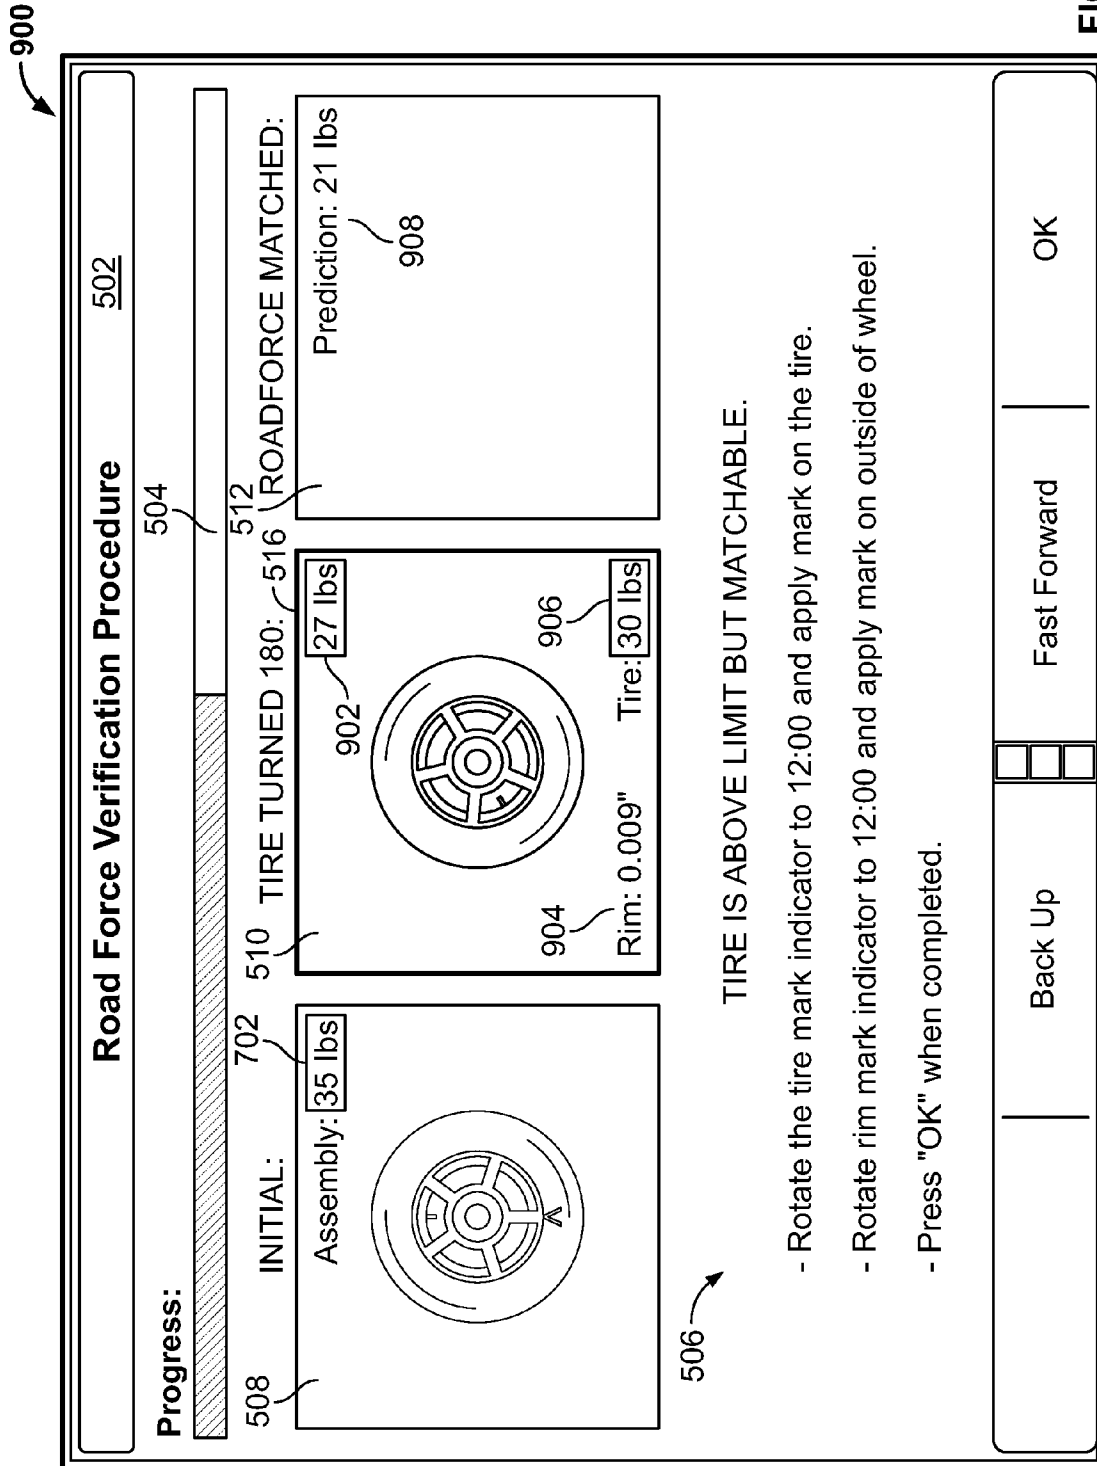 900
Road Force Verification Procedure
502
Progress:
504
INITIAL:
702
Assembly: 35 lbs
508
TIRE TURNED 180:
516
510
27 lbs
902
904
Rim: 0.009"
906
Tire: 30 lbs
512
ROADFORCE MATCHED:
Prediction: 21 lbs
908
506
TIRE IS ABOVE LIMIT BUT MATCHABLE.
- Rotate the tire mark indicator to 12:00 and apply mark on the tire.
- Rotate rim mark indicator to 12:00 and apply mark on outside of wheel.
- Press "OK" when completed.
Back Up
Fast Forward
OK